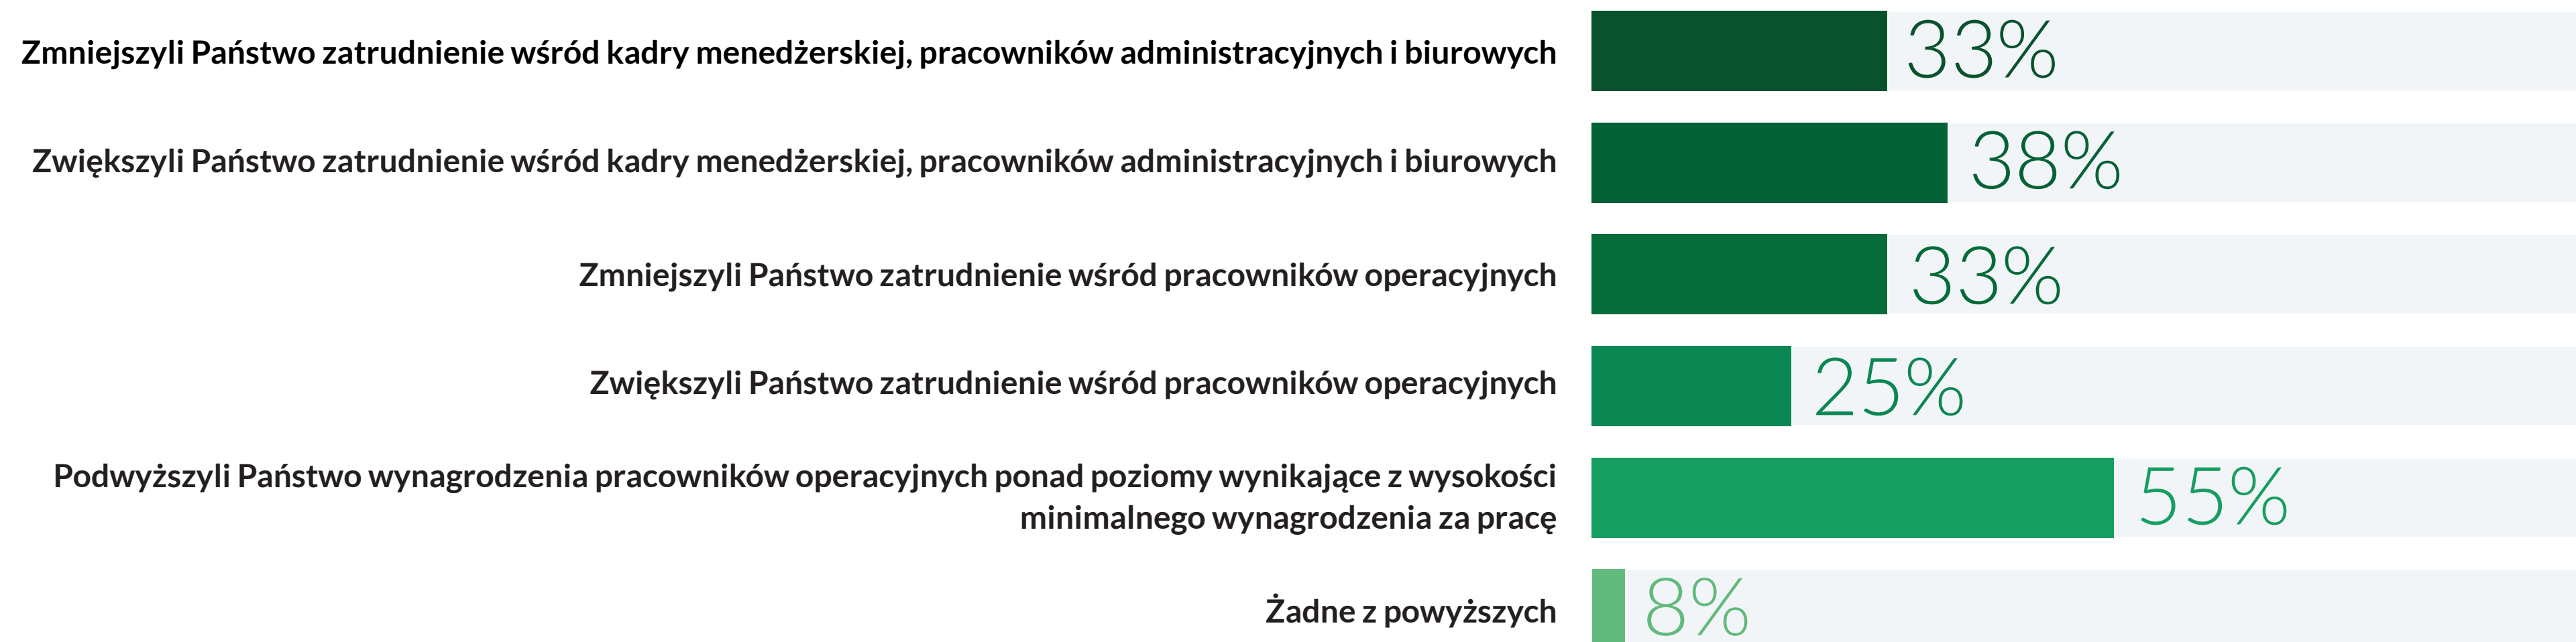 Zmniejszyli Państwo zatrudnienie wśród kadry menedżerskiej, pracowników administracyjnych i biurowych
33%
Zwiększyli Państwo zatrudnienie wśród kadry menedżerskiej, pracowników administracyjnych i biurowych
38%
Zmniejszyli Państwo zatrudnienie wśród pracowników operacyjnych
33%
Zwiększyli Państwo zatrudnienie wśród pracowników operacyjnych
25%
Podwyższyli Państwo wynagrodzenia pracowników operacyjnych ponad poziomy wynikające z wysokości
minimalnego wynagrodzenia za pracę
55%
Żadne z powyższych
8%